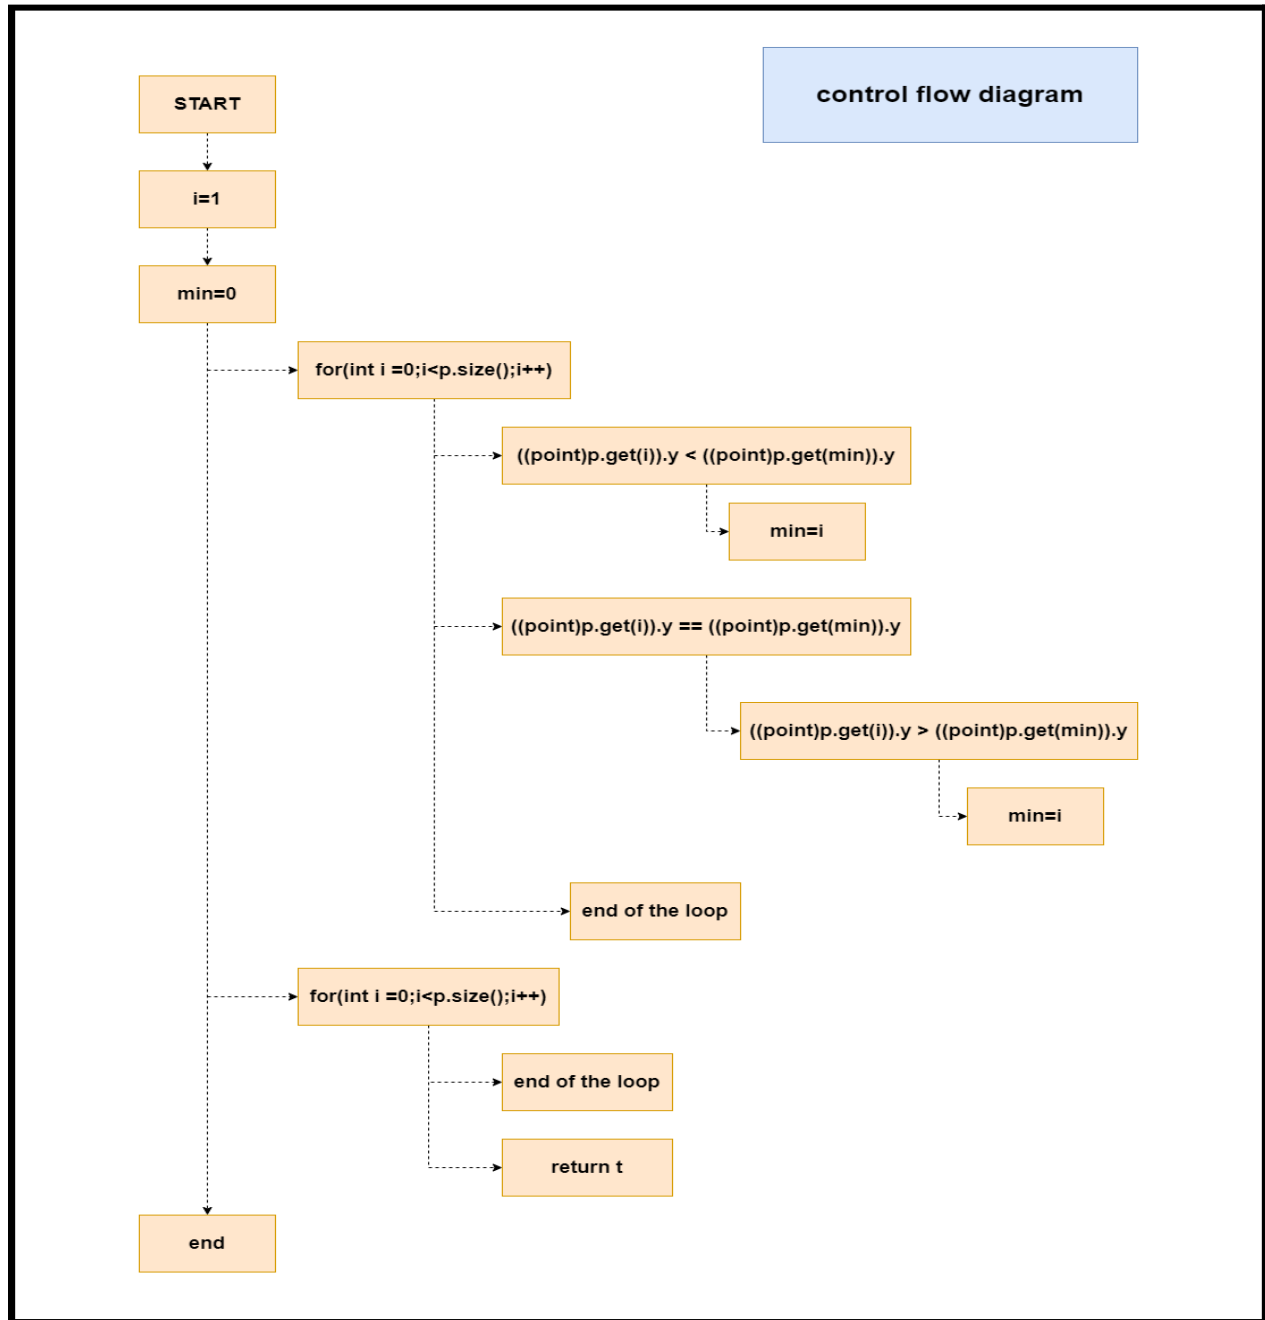 control flow diagram
START
i=1
min=0
for(int i =0;i<p.size();i++)
((point)p.get(i)).y < ((point)p.get(min)).y
min=i
((point)p.get(i)).y == ((point)p.get(min)).y
((point)p.get(i)).y > ((point)p.get(min)).y
min=i
end of the loop
for(int i =0;i<p.size();i++)
end of the loop
return t
end